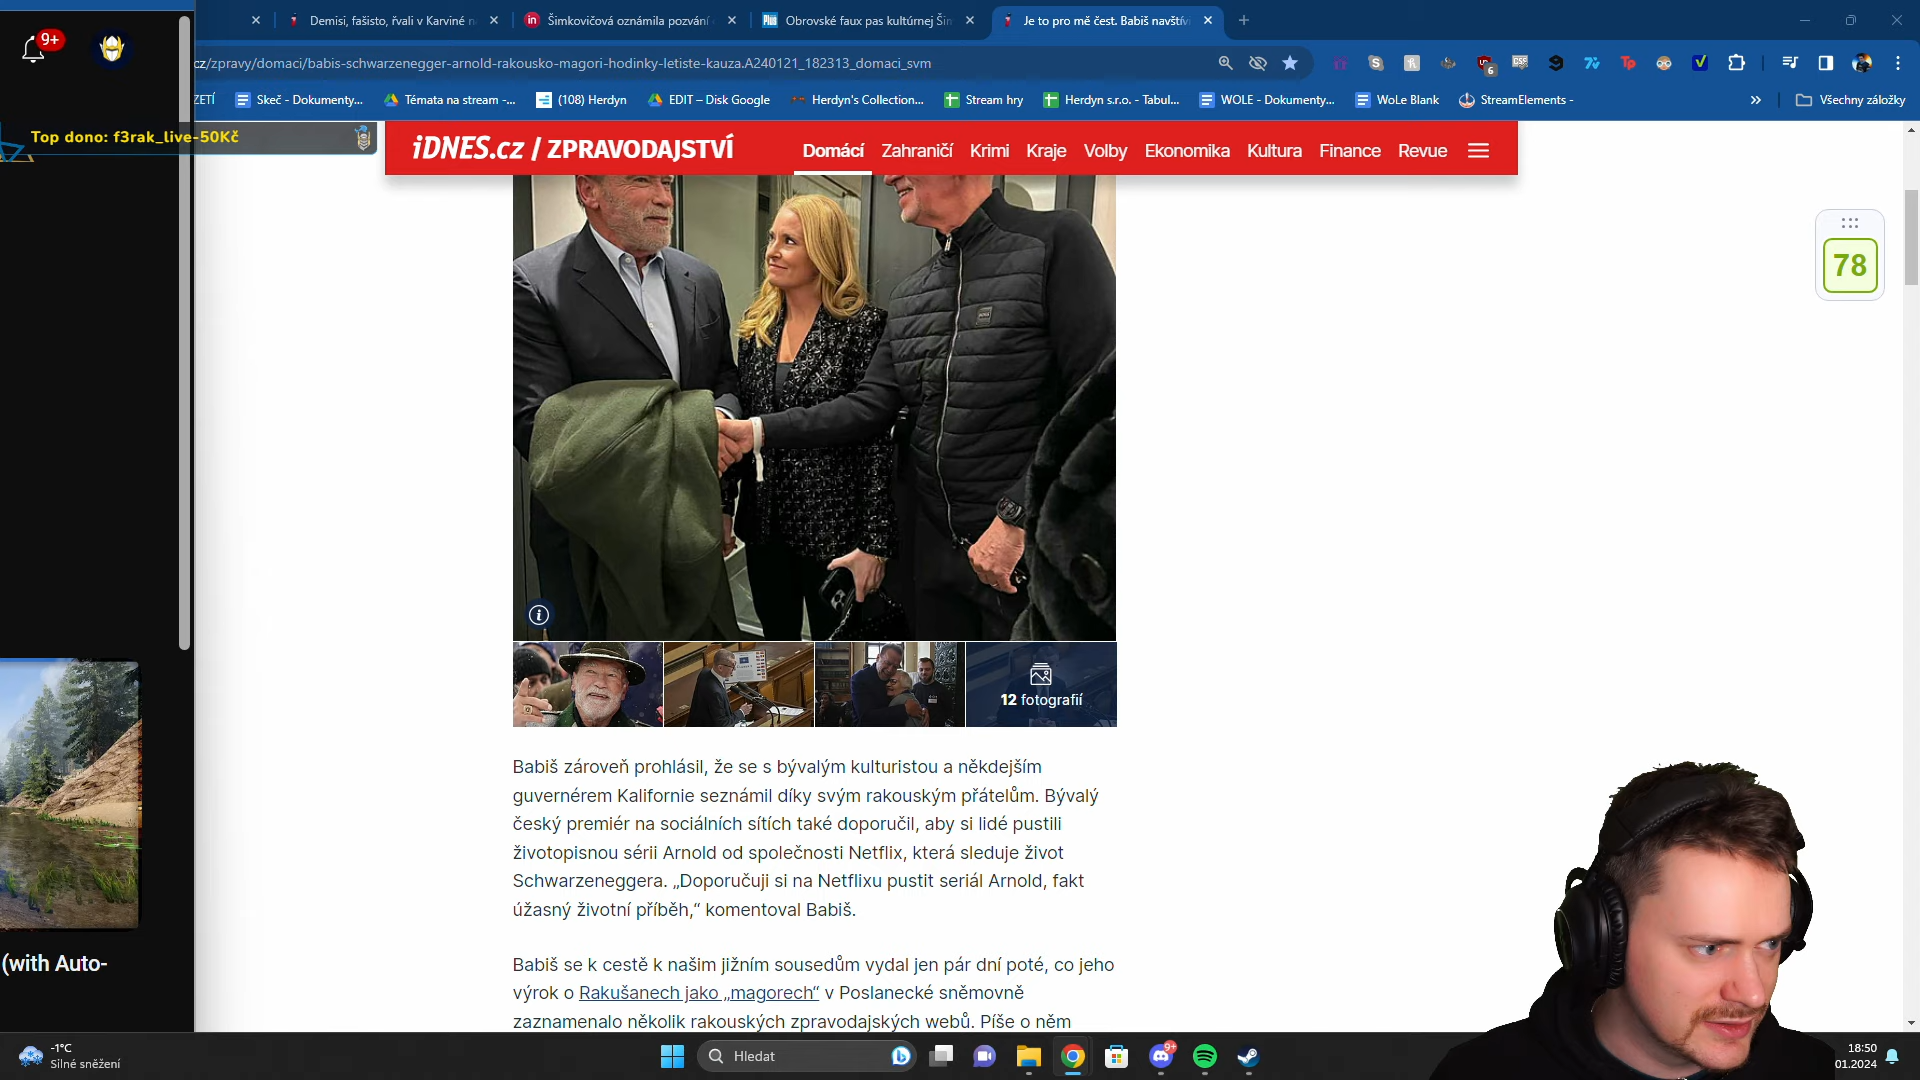 9+
Demisi, fašisto, řvali v Karviné n
Šimkovičová oznámila pozvání
Obrovské faux pas kultúrnej Šir
Je to pro mě čest. Babiš navštív
cz/zpravy/domaci/babis-schwarzenegger-arnold-rakousko-magori-hodinky-letiste-kauza.A240121_182313_domaci_svm
6
ZETÍ
Skeč - Dokumenty...
Témata na stream -...
(108) Herdyn
EDIT – Disk Google
Herdyn's Collection...
Stream hry
Herdyn s.r.o. - Tabul...
WOLE - Dokumenty...
WoLe Blank
StreamElements -
Všechny záložky
Top dono: f3rak_live-50Kč
iDNES.cz / ZPRAVODAJSTVÍ
Domácí Zahraničí Krimi Kraje Volby Ekonomika Kultura Finance Revue
78
12 fotografií
Babiš zároveň prohlásil, že se s bývalým kulturistou a někdejším
guvernérem Kalifornie seznámil díky svým rakouským přátelům. Bývalý
český premiér na sociálních sítích také doporučil, aby si lidé pustili
životopisnou sérii Arnold od společnosti Netflix, která sleduje život
Schwarzeneggera. „Doporučuji si na Netflixu pustit seriál Arnold, fakt
úžasný životní příběh,“ komentoval Babiš.
Babiš se k cestě k našim jižním sousedům vydal jen pár dní poté, co jeho
výrok o Rakušanech jako „magorech“ v Poslanecké sněmovně
zaznamenalo několik rakouských zpravodajských webů. Píše o něm
(with Auto-
-1°C
Silné sněžení
Hledat
9+
18:50
01.2024